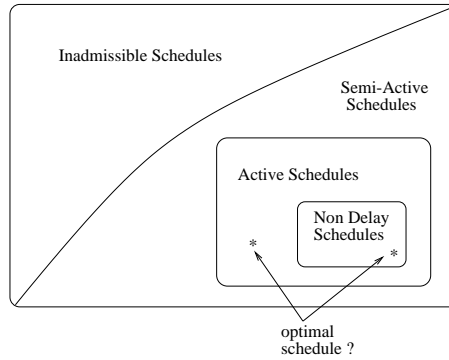 Inadmissible Schedules
Semi-Active
Schedules
Active Schedules
Non Delay
Schedules
*
*
optimal
schedule ?